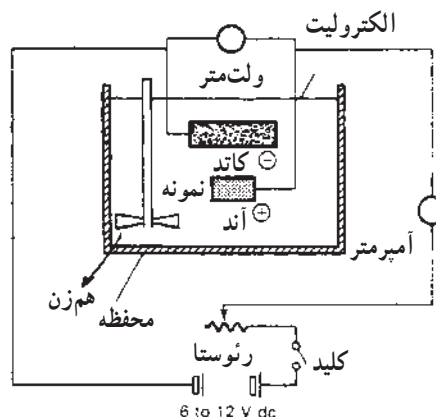 الکترولیت
ولت‌متر
کاتد ⊖
نمونه
آند ⊕
آمپرمتر
هم‌زن
محفظه
رئوستا
کلید
6 to 12 V dc